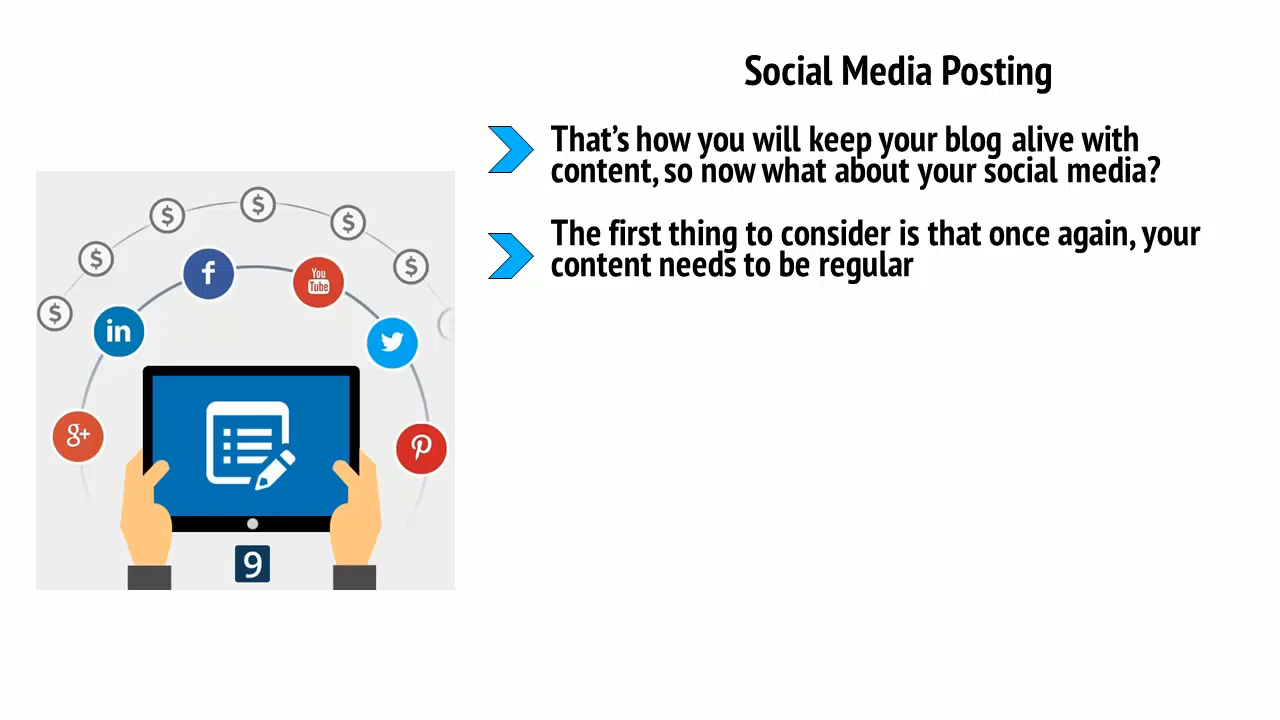 Social Media Posting
That's how you will keep your blog alive with
content, so now what about your social media?
The first thing to consider is that once again, your
content needs to be regular
$
$
$
$
$
$
f
You
Tube
in
g+
9